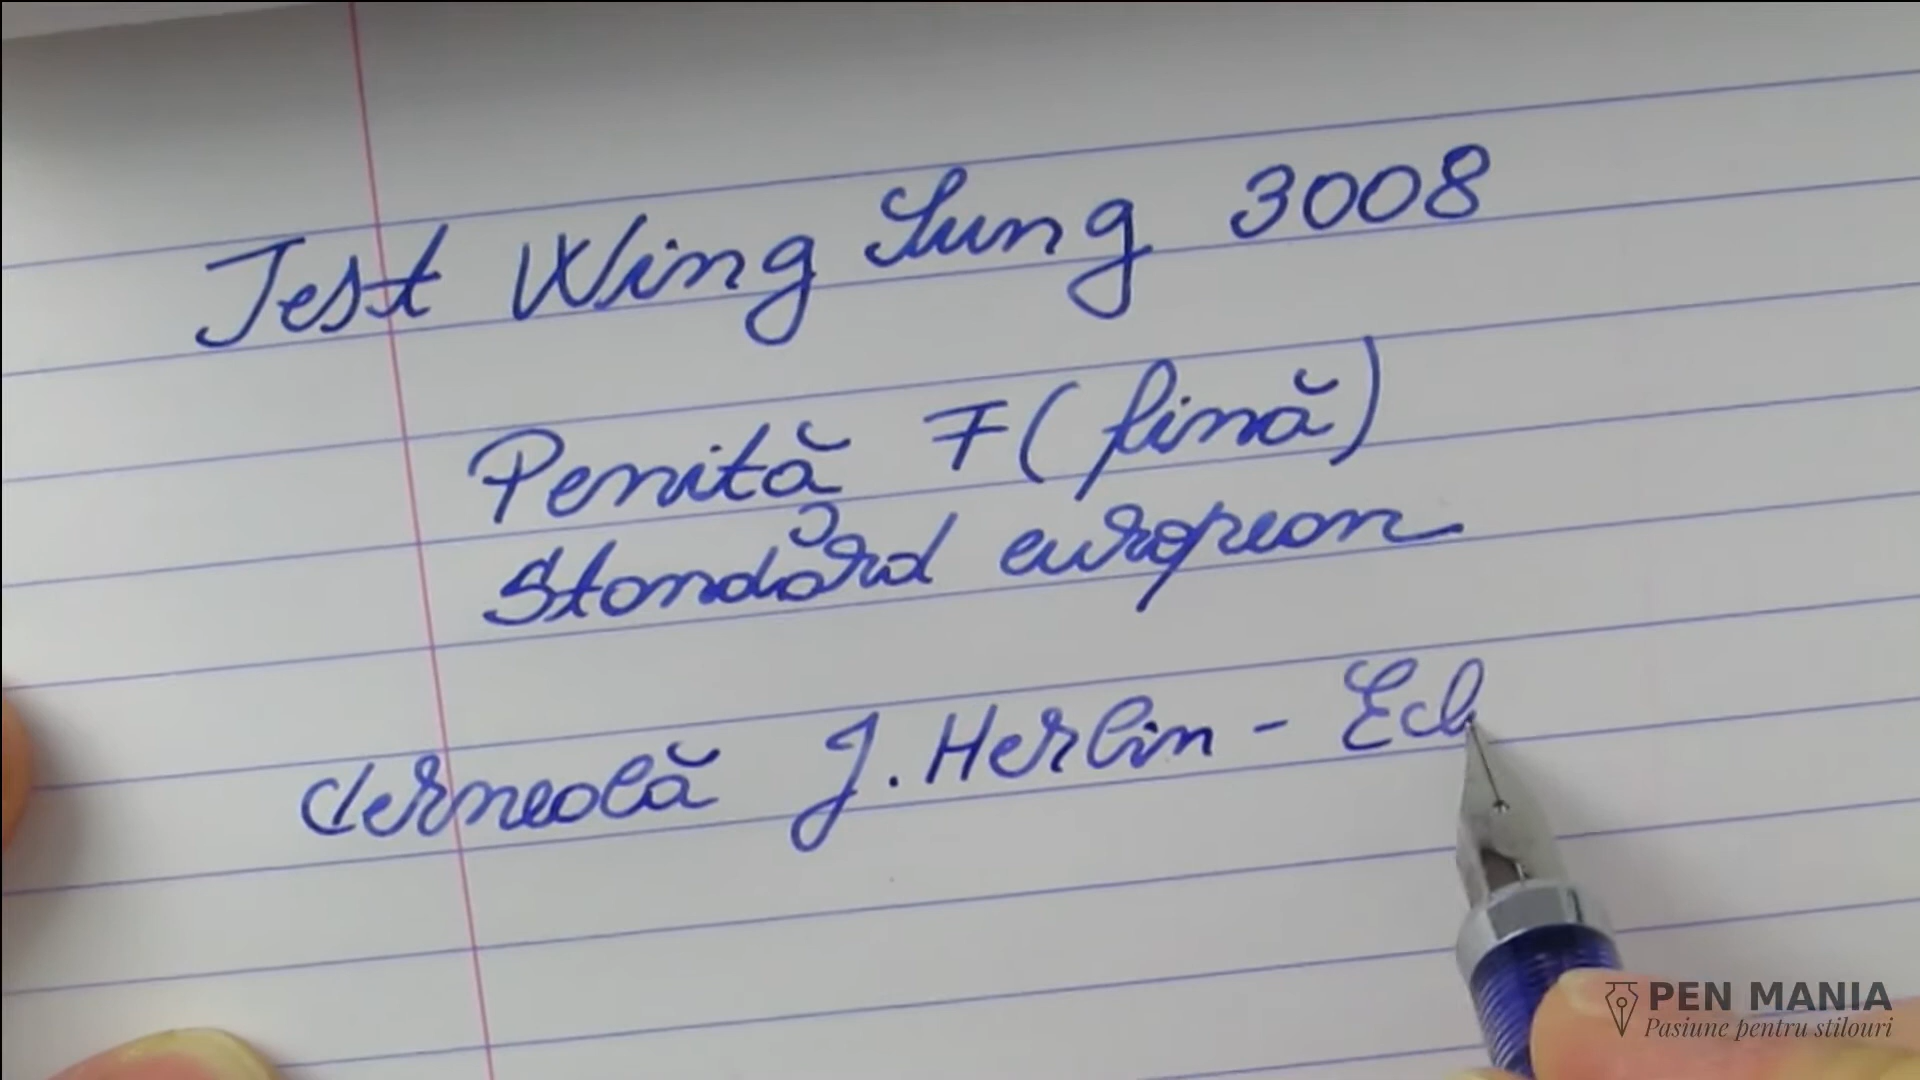 Test Wing Sung 3008
Peniță F (fină)
Standard european
Cerneală J. Herbin - Ecl
PEN MANIA
Pasiune pentru stilouri